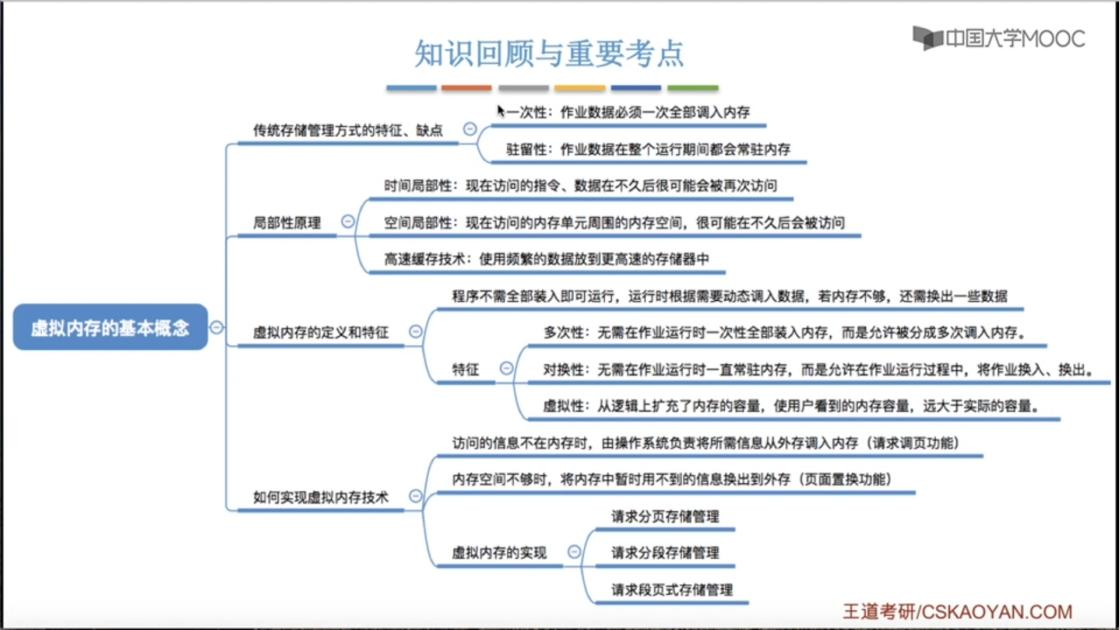 知识回顾与重要考点
中国大学MOOC
虚拟内存的基本概念
传统存储管理方式的特征、缺点
一次性：作业数据必须一次全部调入内存
驻留性：作业数据在整个运行期间都会常驻内存
局部性原理
时间局部性：现在访问的指令、数据在不久后很可能会被再次访问
空间局部性：现在访问的内存单元周围的内存空间，很可能在不久后会被访问
高速缓存技术：使用频繁的数据放到更高速的存储器中
虚拟内存的定义和特征
程序不需全部装入即可运行，运行时根据需要动态调入数据，若内存不够，还需换出一些数据
特征
多次性：无需在作业运行时一次性全部装入内存，而是允许被分成多次调入内存。
对换性：无需在作业运行时一直常驻内存，而是允许在作业运行过程中，将作业换入、换出。
虚拟性：从逻辑上扩充了内存的容量，使用户看到的内存容量，远大于实际的容量。
如何实现虚拟内存技术
访问的信息不在内存时，由操作系统负责将所需信息从外存调入内存（请求调页功能）
内存空间不够时，将内存中暂时用不到的信息换出到外存（页面置换功能）
虚拟内存的实现
请求分页存储管理
请求分段存储管理
请求段页式存储管理
王道考研/CSKAOYAN.COM